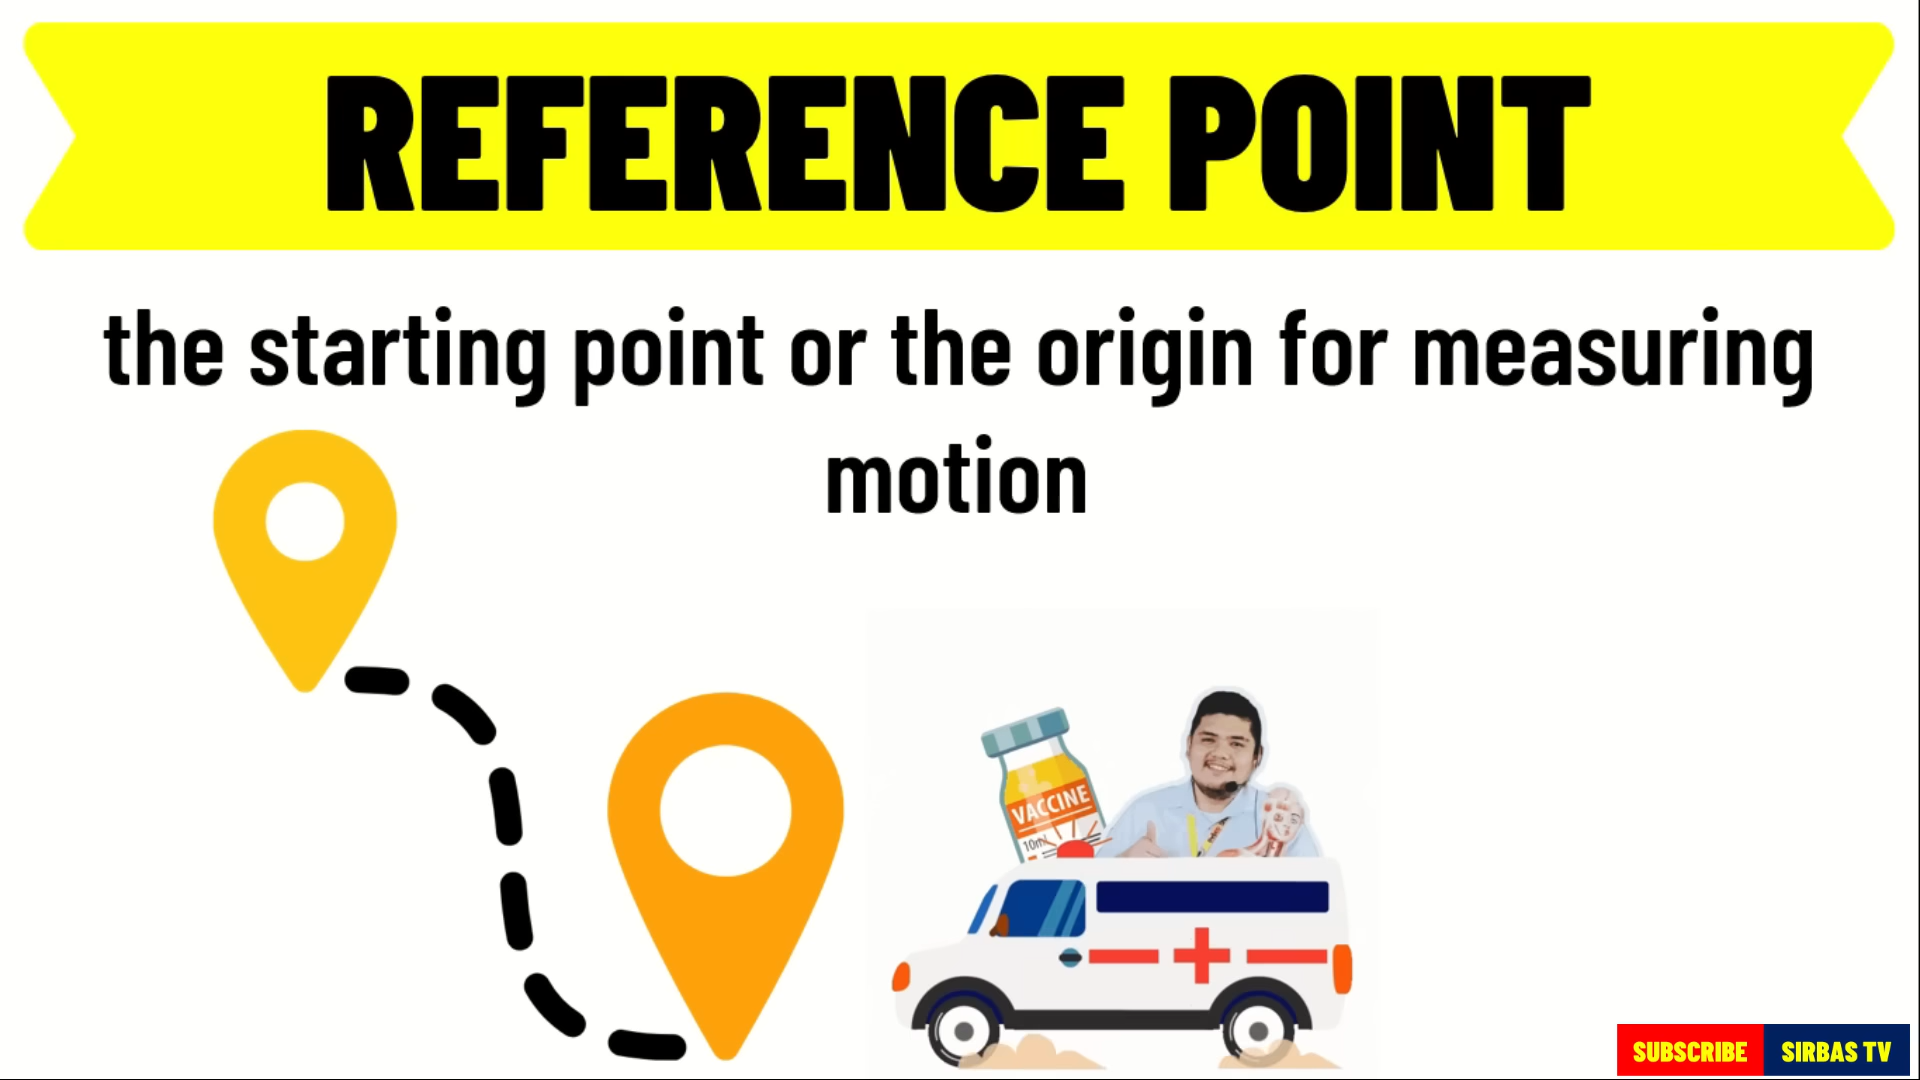 REFERENCE POINT
the starting point or the origin for measuring
motion
VACCINE
10ml
SUBSCRIBE SIRBAS TV